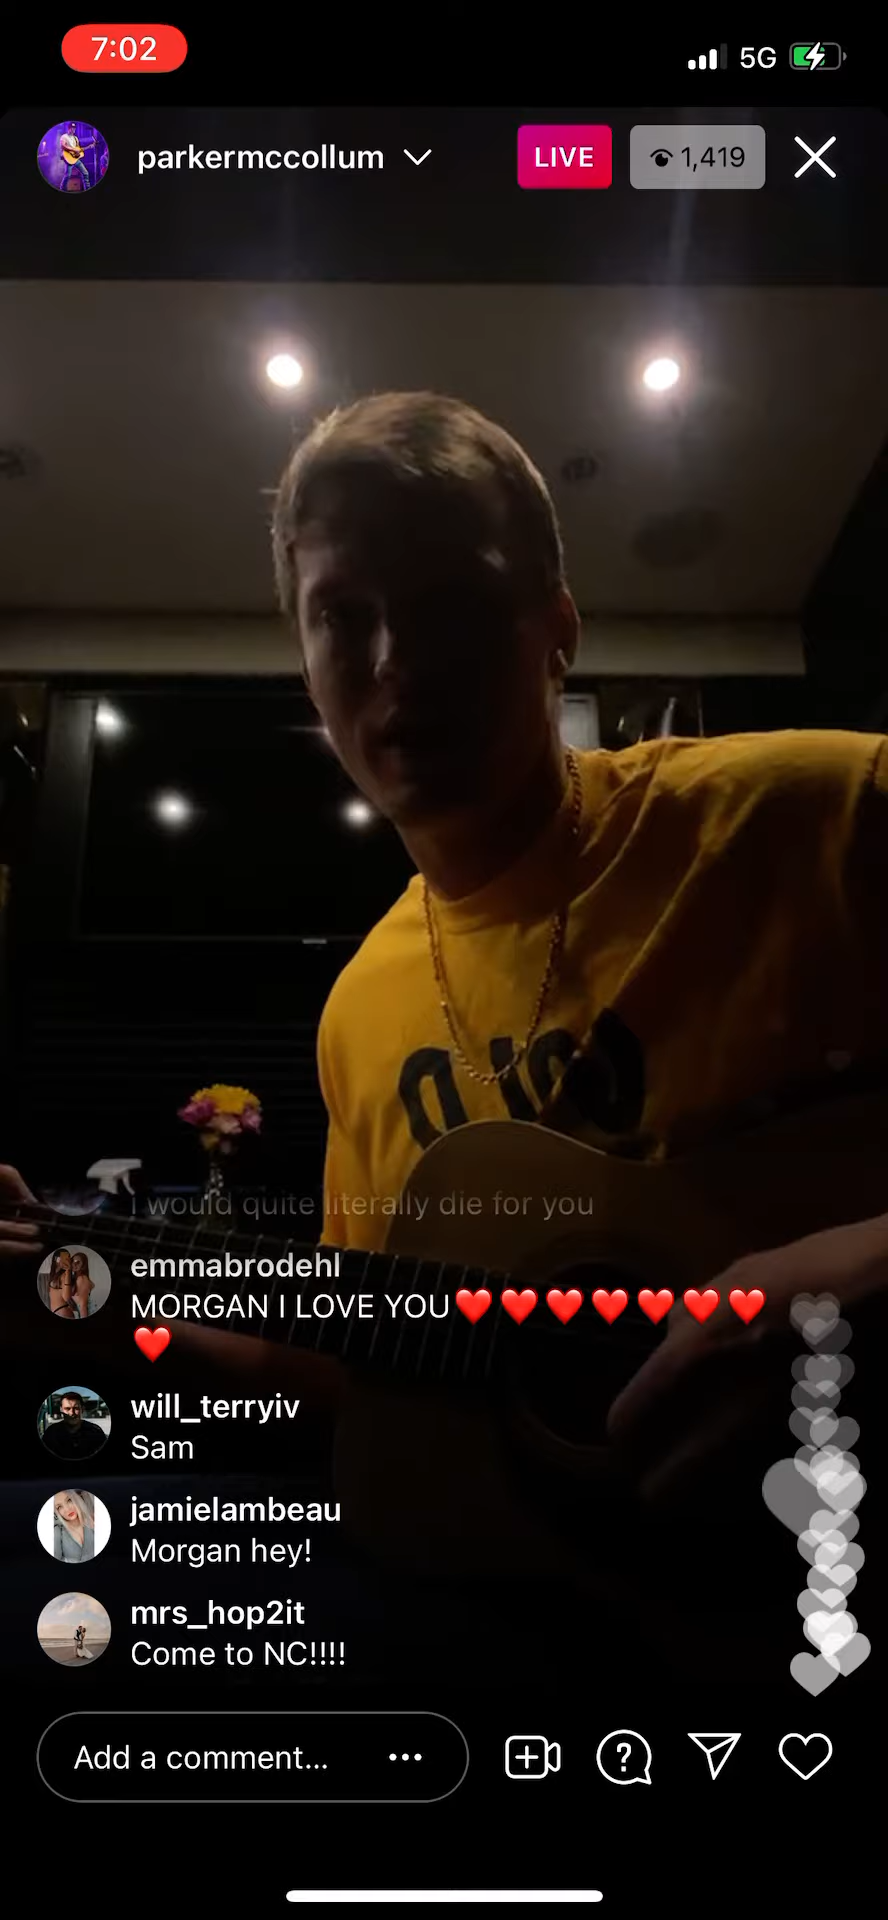 7:02
5G
parkermccollum
LIVE
1,419
i would quite literally die for you
emmabrodehl
MORGAN I LOVE YOU❤️❤️❤️❤️❤️❤️❤️
❤️
will_terryiv
Sam
jamielambeau
Morgan hey!
mrs_hop2it
Come to NC!!!!
Add a comment...